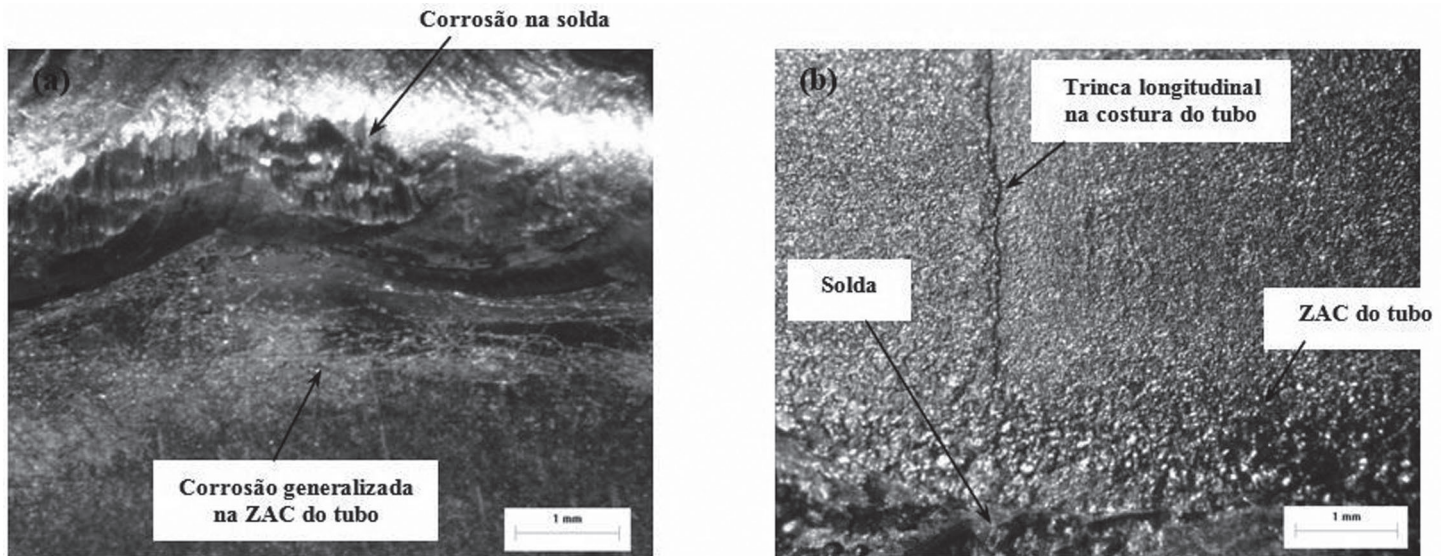 Corrosão na solda
(a)
Corrosão generalizada
na ZAC do tubo
1 mm
(b)
Trinca longitudinal
na costura do tubo
Solda
ZAC do tubo
1 mm